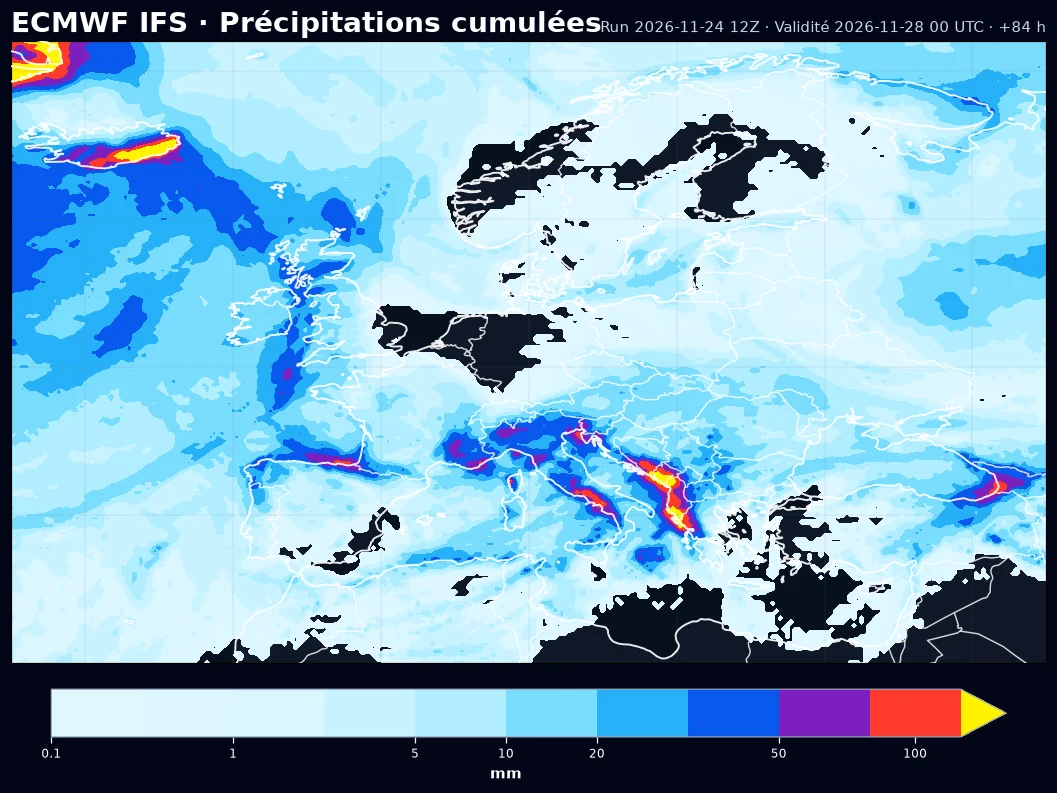 ECMWF IFS · Précipitations cumulées Run 2026-11-24 12Z · Validité 2026-11-28 00 UTC · +84 h
0.1 1 5 10 20 50 100
mm